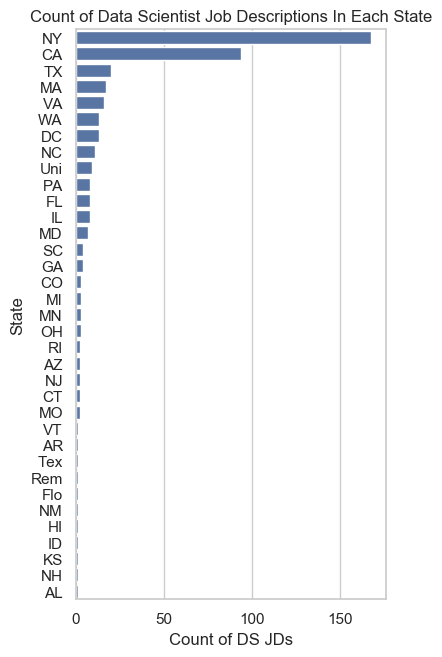 Count of Data Scientist Job Descriptions In Each State
NY
CA
TX
MA
VA
WA
DC
NC
Uni
PA
FL
IL
MD
SC
GA
CO
MI
MN
OH
RI
AZ
NJ
CT
MO
VT
AR
Tex
Rem
Flo
NM
HI
ID
KS
NH
AL
State
0 50 100 150
Count of DS JDs